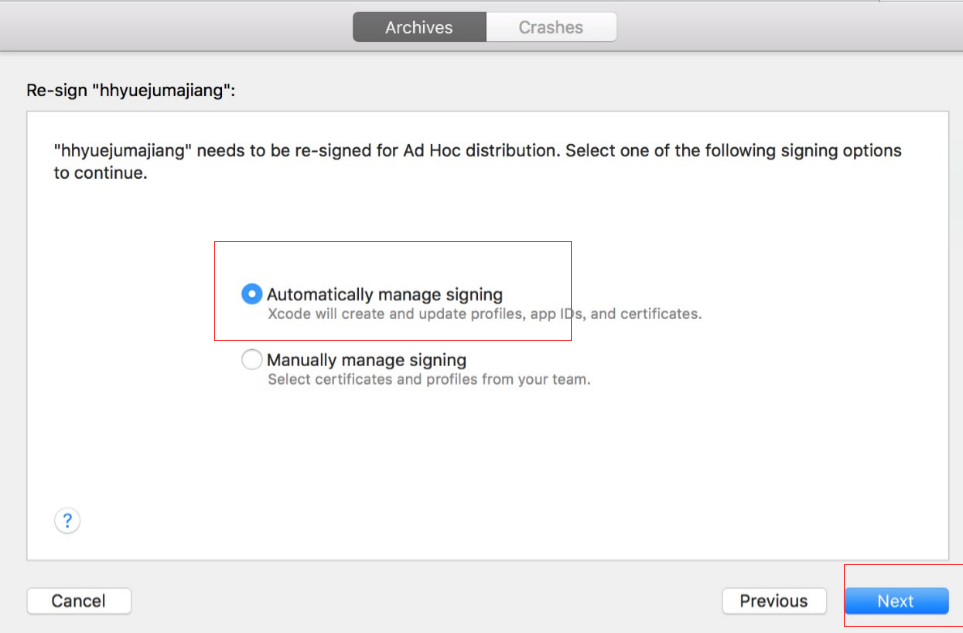 Archives
Crashes
Re-sign "hhyuejumajiang":
"hhyuejumajiang" needs to be re-signed for Ad Hoc distribution. Select one of the following signing options
to continue.
Automatically manage signing
Xcode will create and update profiles, app IDs, and certificates.
Manually manage signing
Select certificates and profiles from your team.
?
Cancel
Previous
Next